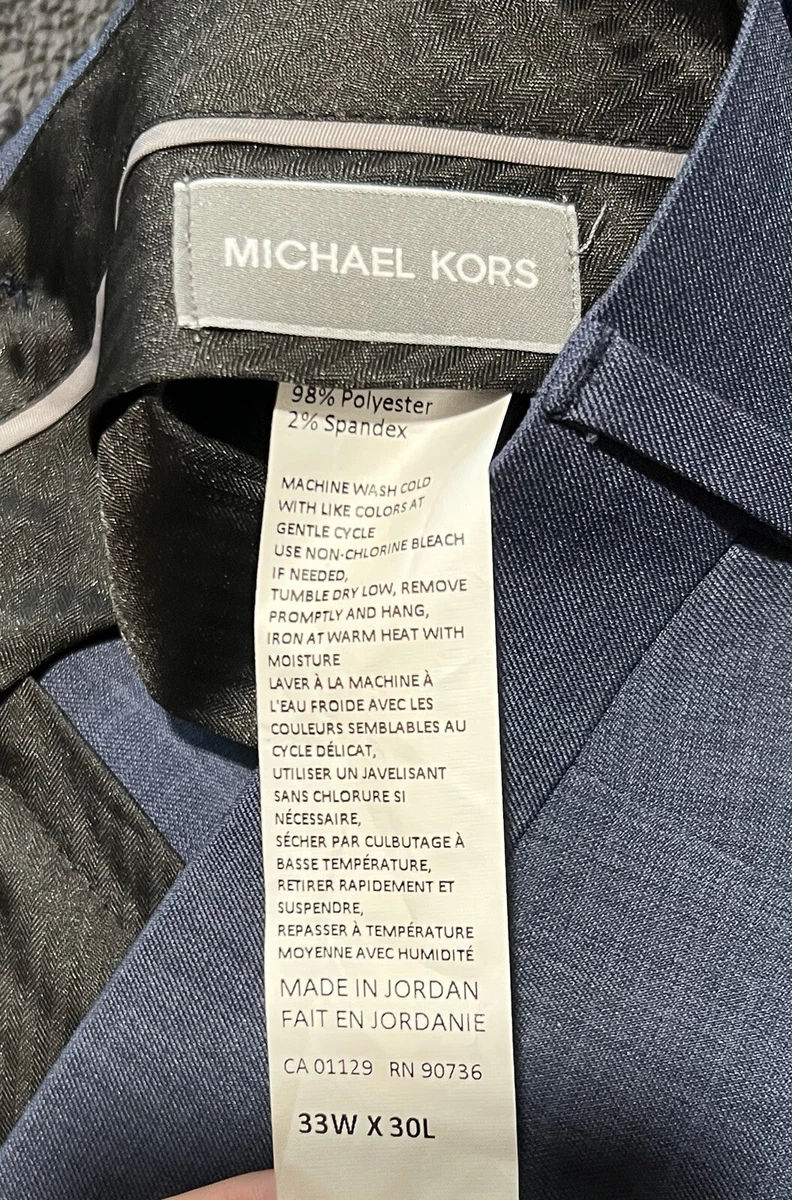 MICHAEL KORS
98% Polyester
2% Spandex
MACHINE WASH COLD
WITH LIKE COLORS AT
GENTLE CYCLE
USE NON-CHLORINE BLEACH
IF NEEDED,
TUMBLE DRY LOW, REMOVE
PROMPTLY AND HANG,
IRON AT WARM HEAT WITH
MOISTURE
LAVER À LA MACHINE À
L'EAU FROIDE AVEC LES
COULEURS SEMBLABLES AU
CYCLE DÉLICAT,
UTILISER UN JAVELISANT
SANS CHLORURE SI
NÉCESSAIRE,
SÉCHER PAR CULBUTAGE À
BASSE TEMPÉRATURE,
RETIRER RAPIDEMENT ET
SUSPENDRE,
REPASSER À TEMPÉRATURE
MOYENNE AVEC HUMIDITÉ
MADE IN JORDAN
FAIT EN JORDANIE
CA 01129 RN 90736
33W X 30L